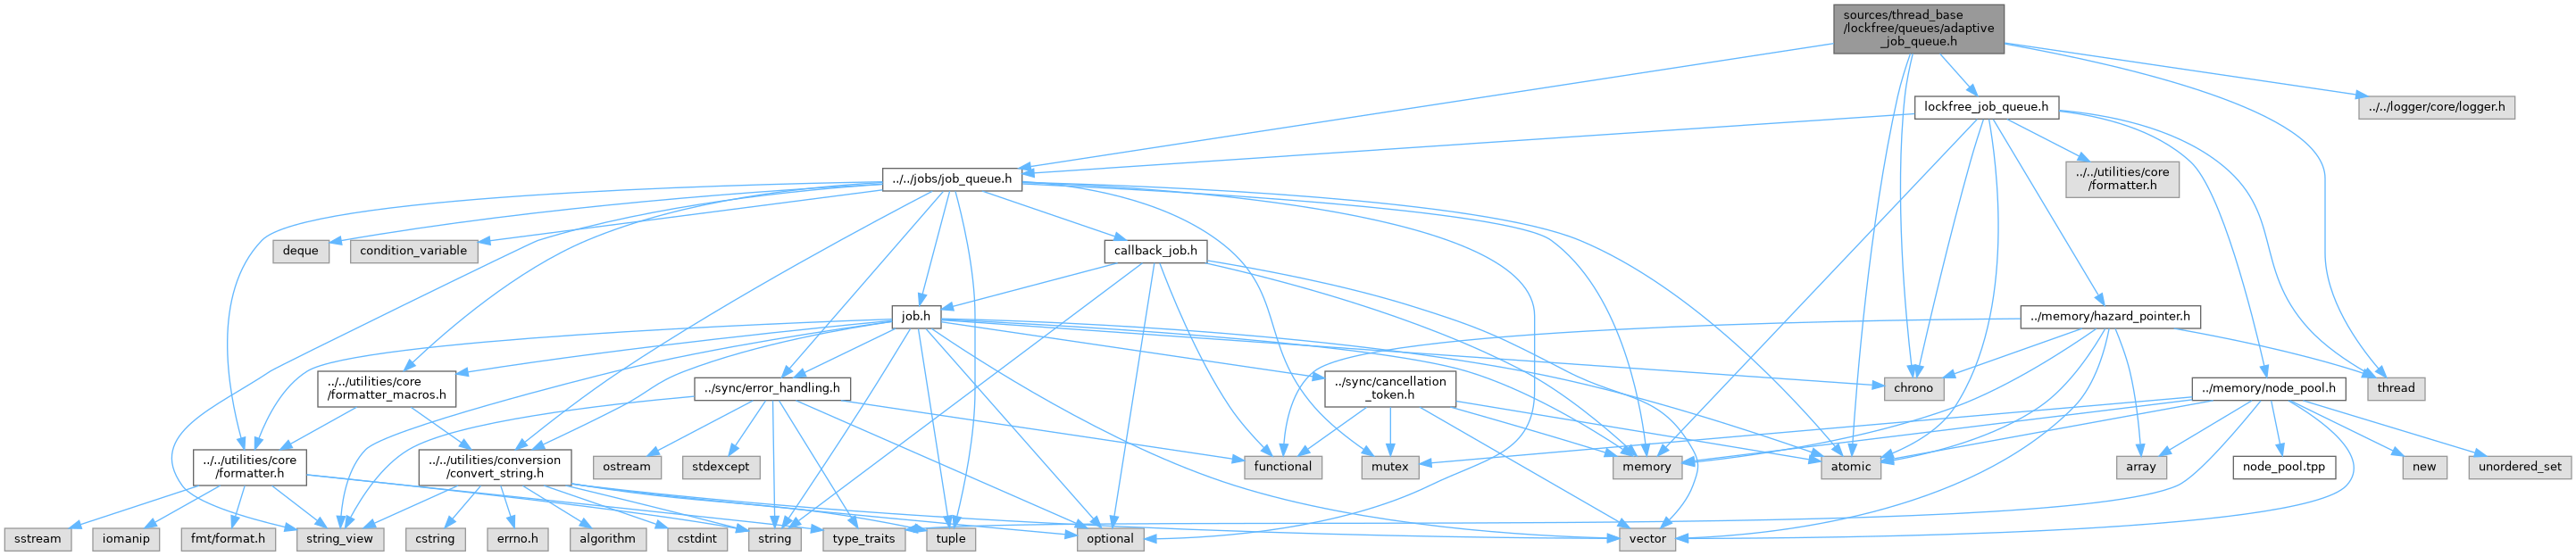 sources/thread_base
/lockfree/queues/adaptive
_job_queue.h
lockfree_job_queue.h
../../logger/core/logger.h
../../jobs/job_queue.h
../../utilities/core
/formatter.h
deque
condition_variable
callback_job.h
job.h
../memory/hazard_pointer.h
../../utilities/core
/formatter_macros.h
../sync/error_handling.h
../sync/cancellation
_token.h
chrono
../memory/node_pool.h
thread
../../utilities/core
/formatter.h
../../utilities/conversion
/convert_string.h
ostream
stdexcept
functional
mutex
memory
atomic
array
node_pool.tpp
new
unordered_set
sstream
iomanip
fmt/format.h
string_view
cstring
errno.h
algorithm
cstdint
string
type_traits
tuple
optional
vector